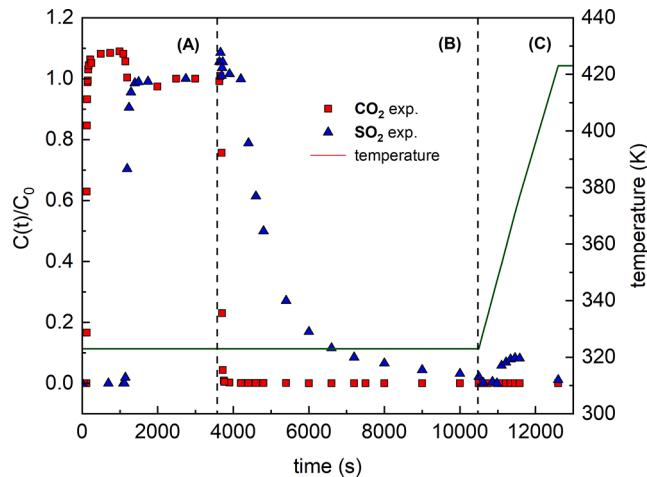 1.2
1.0
0.8
0.6
0.4
0.2
0.0
C(t)/C₀
(A)
(B)
(C)
CO₂ exp.
SO₂ exp.
temperature
440
420
400
380
360
340
320
300
temperature (K)
0
2000
4000
6000
8000
10000
12000
time (s)